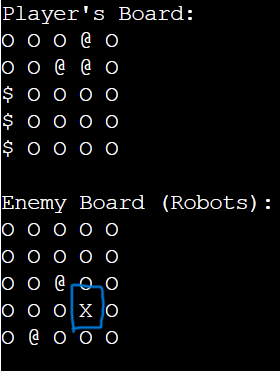 Player's Board:
O O O @ O
O O @ @ O
$ O O O O
$ O O O O
$ O O O O
Enemy Board (Robots):
O O O O O
O O O O O
O O @ O O
O O O X O
O @ O O O